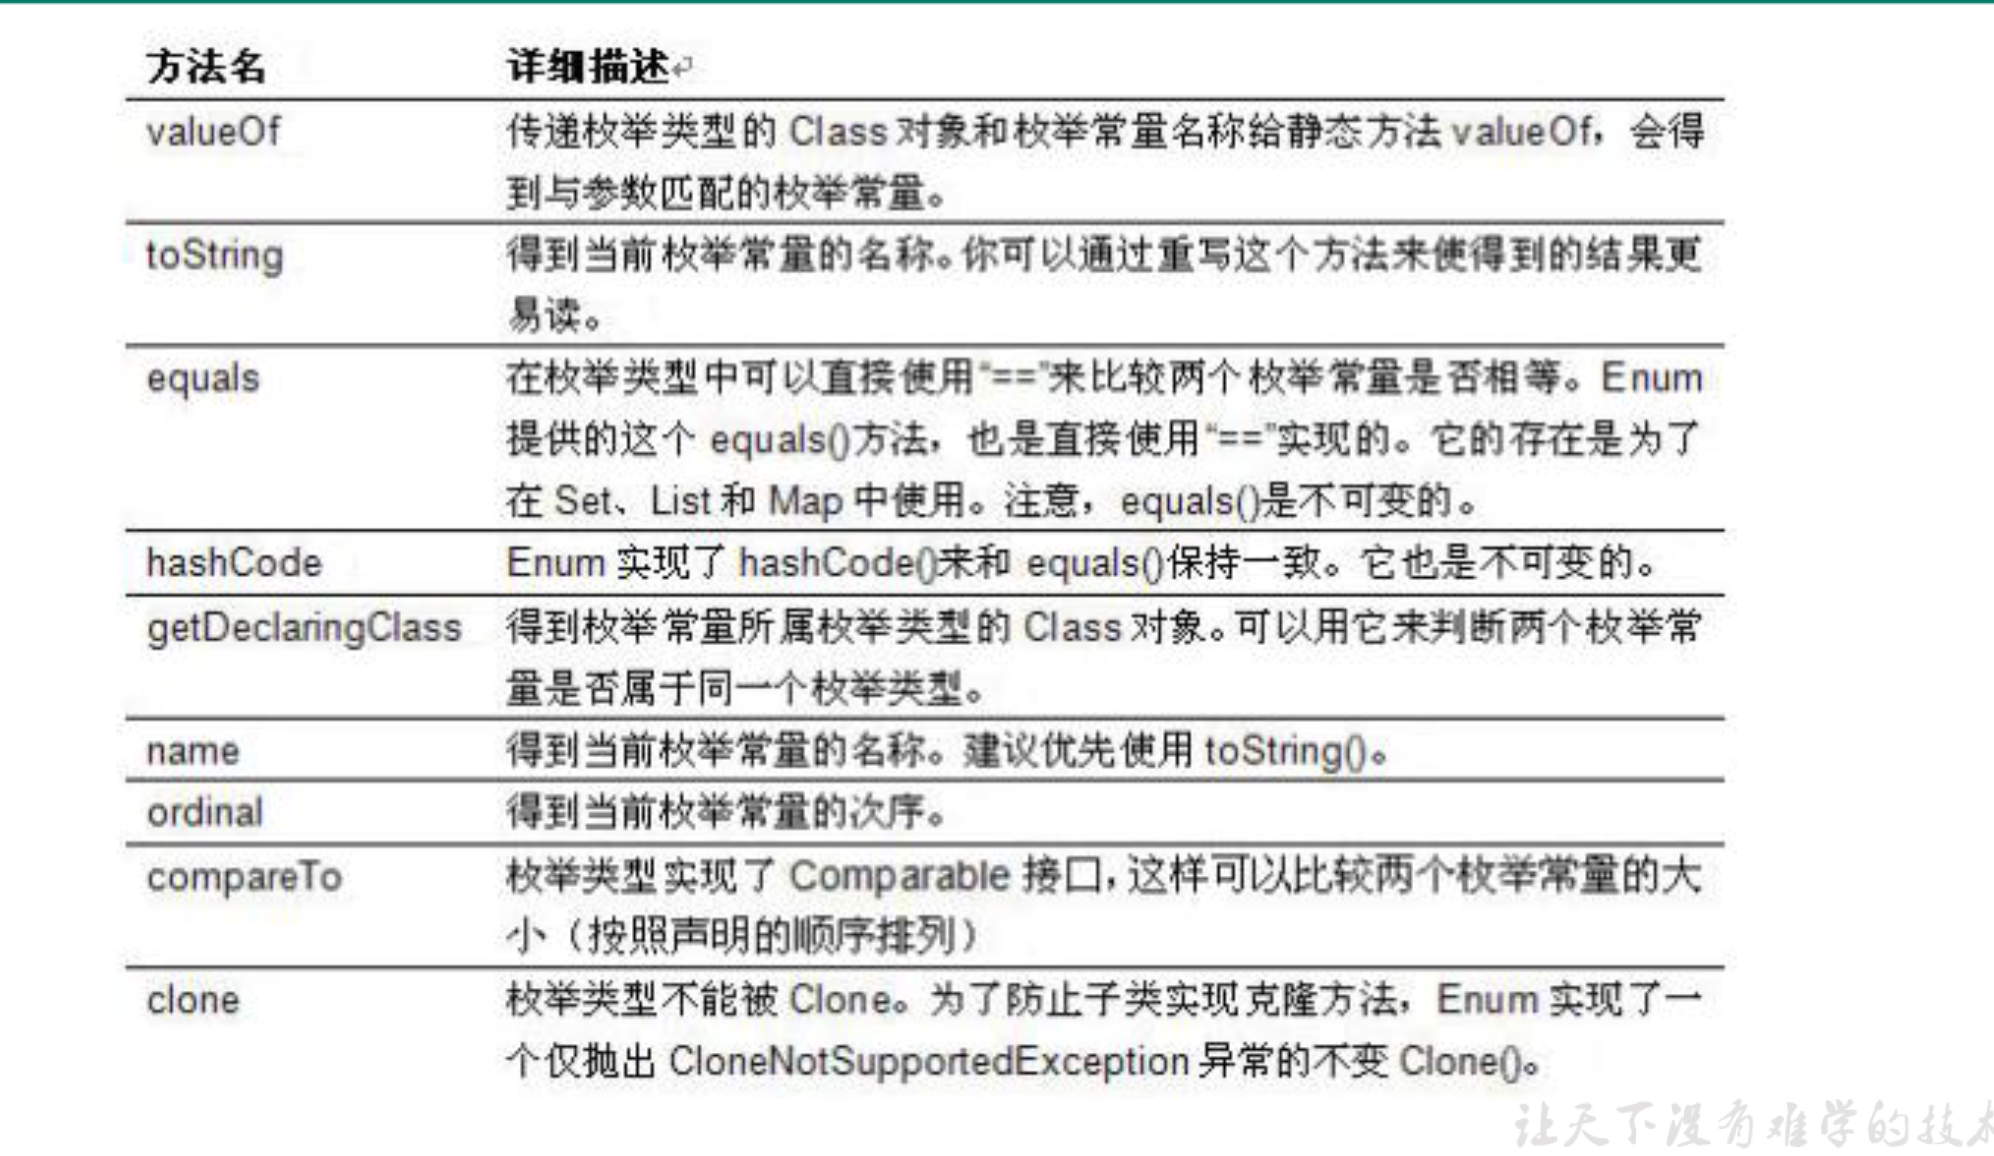 方法名 详细描述↵
valueOf 传递枚举类型的 Class 对象和枚举常量名称给静态方法 valueOf，会得
到与参数匹配的枚举常量。
toString 得到当前枚举常量的名称。你可以通过重写这个方法来使得到的结果更
易读。
equals 在枚举类型中可以直接使用“==”来比较两个枚举常量是否相等。Enum
提供的这个 equals()方法，也是直接使用“==”实现的。它的存在是为了
在 Set、List 和 Map 中使用。注意，equals()是不可变的。
hashCode Enum 实现了 hashCode()来和 equals()保持一致。它也是不可变的。
getDeclaringClass 得到枚举常量所属枚举类型的 Class 对象。可以用它来判断两个枚举常
量是否属于同一个枚举类型。
name 得到当前枚举常量的名称。建议优先使用 toString()。
ordinal 得到当前枚举常量的次序。
compareTo 枚举类型实现了 Comparable 接口，这样可以比较两个枚举常量的大
小（按照声明的顺序排列）
clone 枚举类型不能被 Clone。为了防止子类实现克隆方法，Enum 实现了一
个仅抛出 CloneNotSupportedException 异常的不变 Clone()。
让天下没有难学的技术